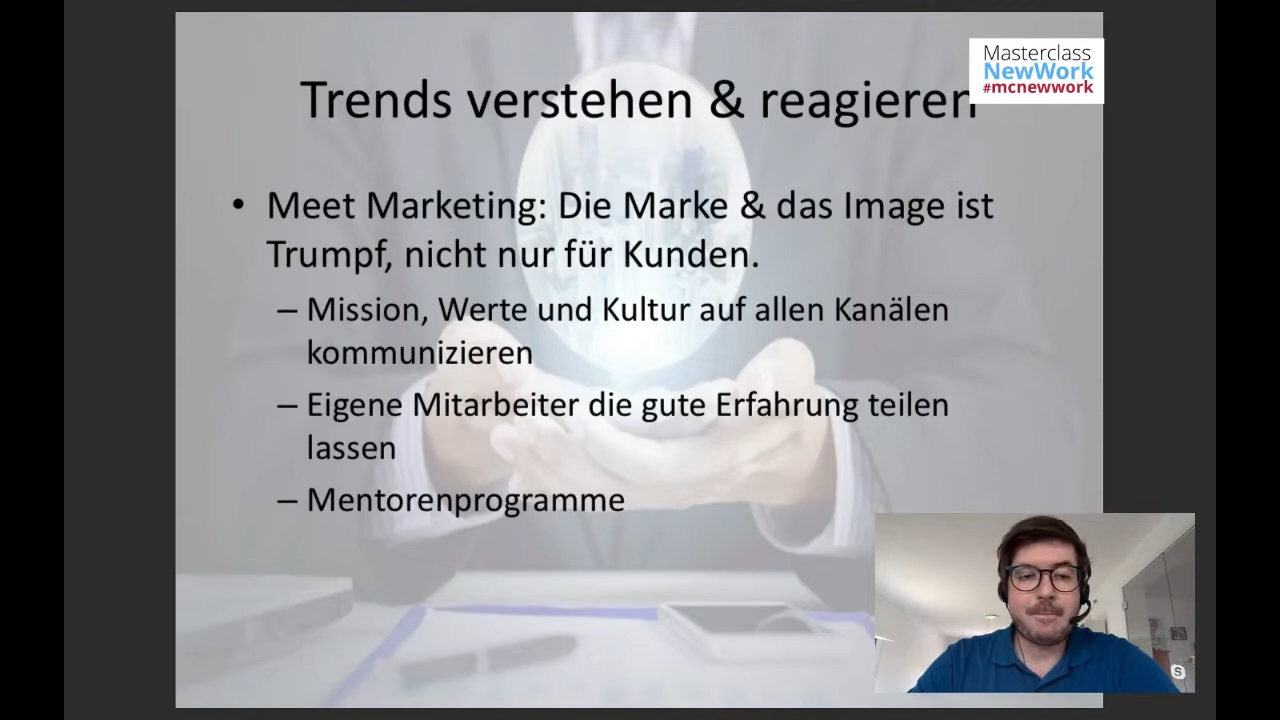 Masterclass
NewWork
#mcnewwork
Trends verstehen & reagieren
• Meet Marketing: Die Marke & das Image ist
Trumpf, nicht nur für Kunden.
– Mission, Werte und Kultur auf allen Kanälen
kommunizieren
– Eigene Mitarbeiter die gute Erfahrung teilen
lassen
– Mentorenprogramme